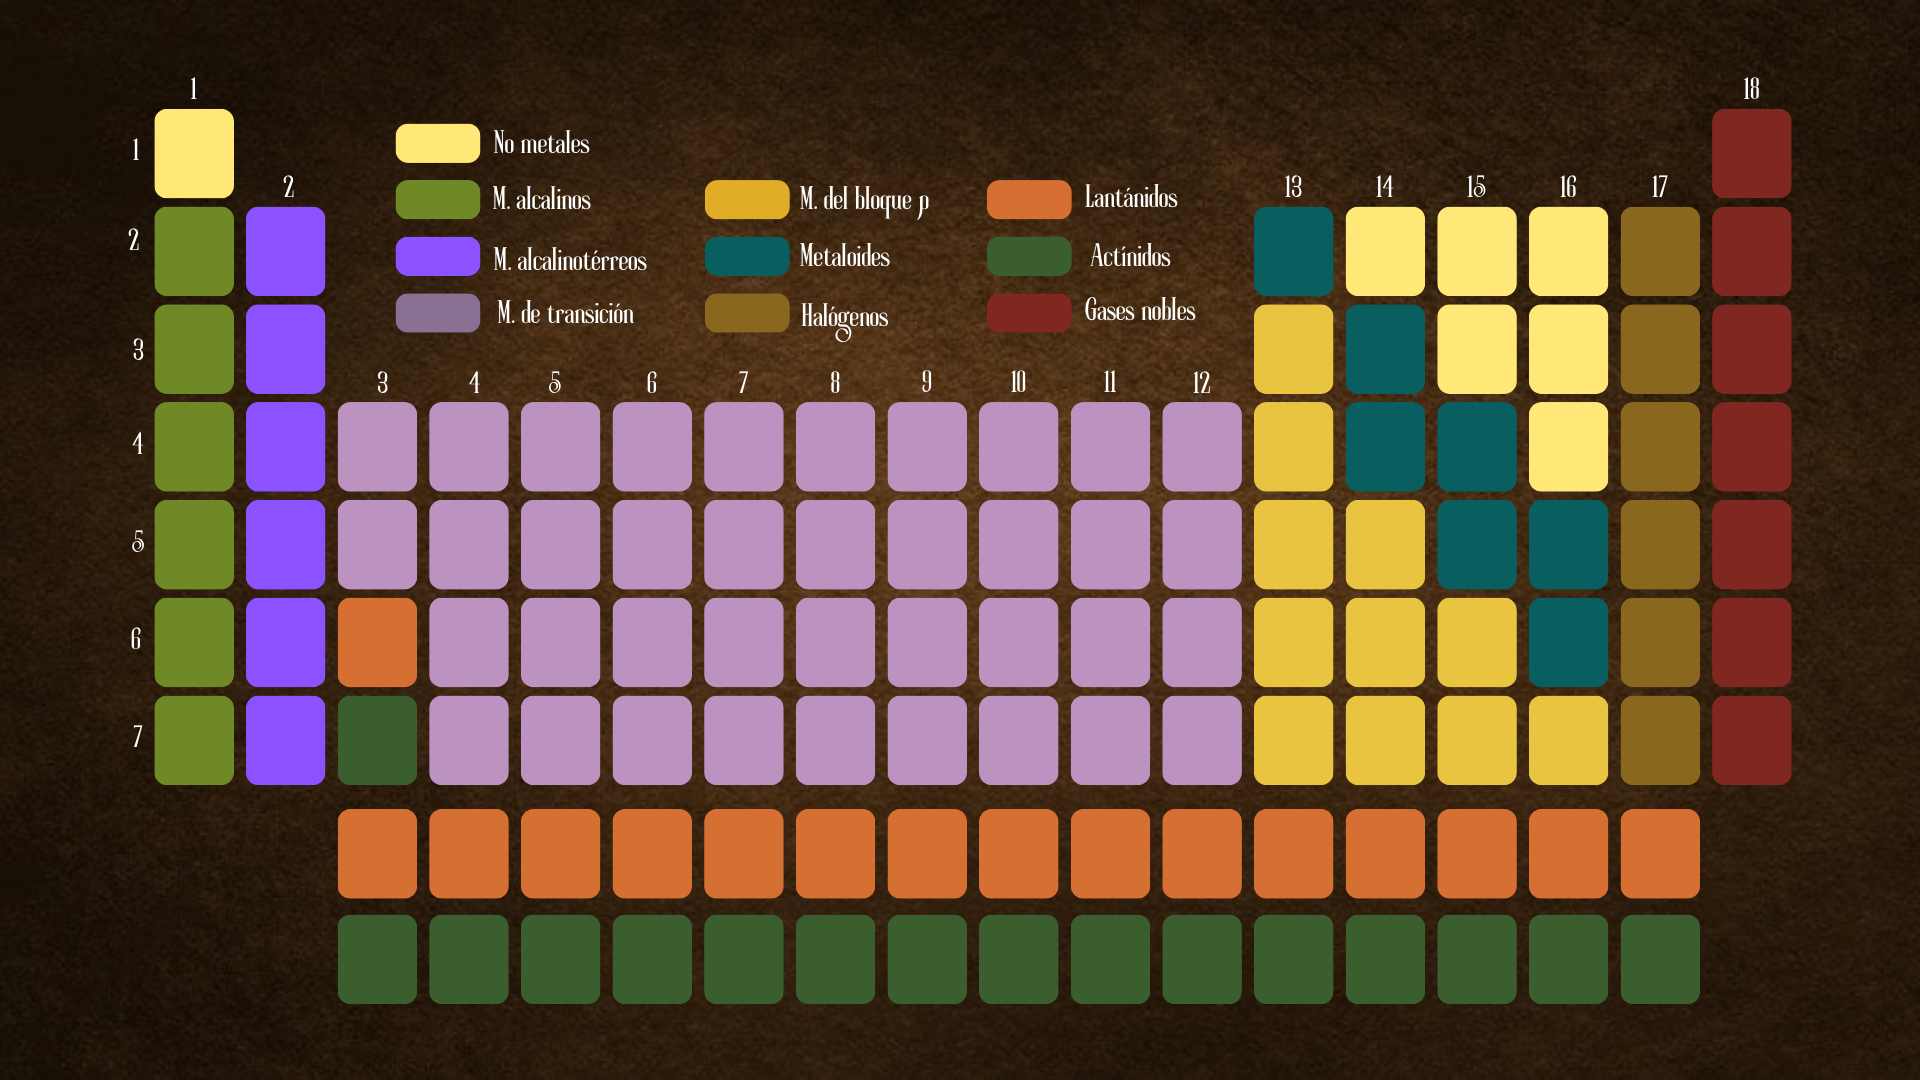 1
18
1
No metales
2
M. alcalinos
M. del bloque p
Lantánidos
13
14
15
16
17
2
M. alcalinotérreos
Metaloides
Actínidos
M. de transición
Halógenos
Gases nobles
3
3
4
5
6
7
8
9
10
11
12
4
5
6
7